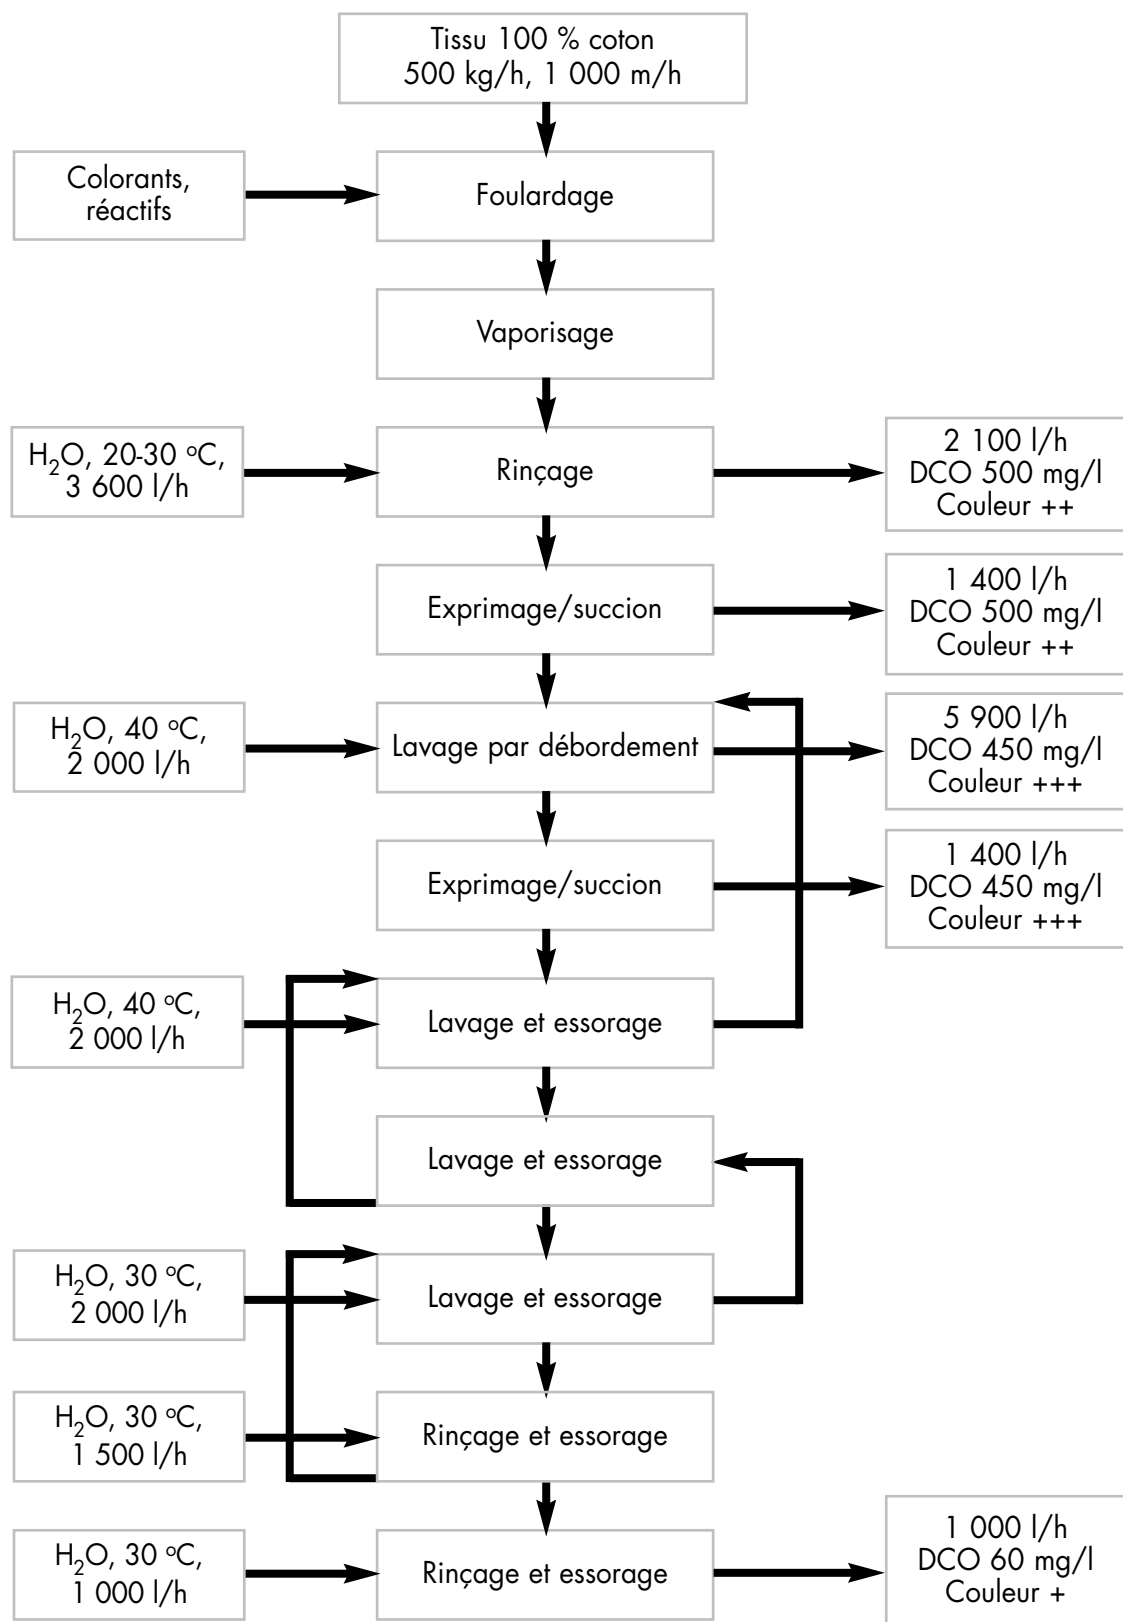 Tissu 100 % coton
500 kg/h, 1 000 m/h
Colorants,
réactifs
Foulardage
Vaporisage
H₂O, 20-30 °C,
3 600 l/h
Rinçage
2 100 l/h
DCO 500 mg/l
Couleur ++
Exprimage/succion
1 400 l/h
DCO 500 mg/l
Couleur ++
H₂O, 40 °C,
2 000 l/h
Lavage par débordement
5 900 l/h
DCO 450 mg/l
Couleur +++
Exprimage/succion
1 400 l/h
DCO 450 mg/l
Couleur +++
H₂O, 40 °C,
2 000 l/h
Lavage et essorage
Lavage et essorage
H₂O, 30 °C,
2 000 l/h
Lavage et essorage
H₂O, 30 °C,
1 500 l/h
Rinçage et essorage
H₂O, 30 °C,
1 000 l/h
Rinçage et essorage
1 000 l/h
DCO 60 mg/l
Couleur +